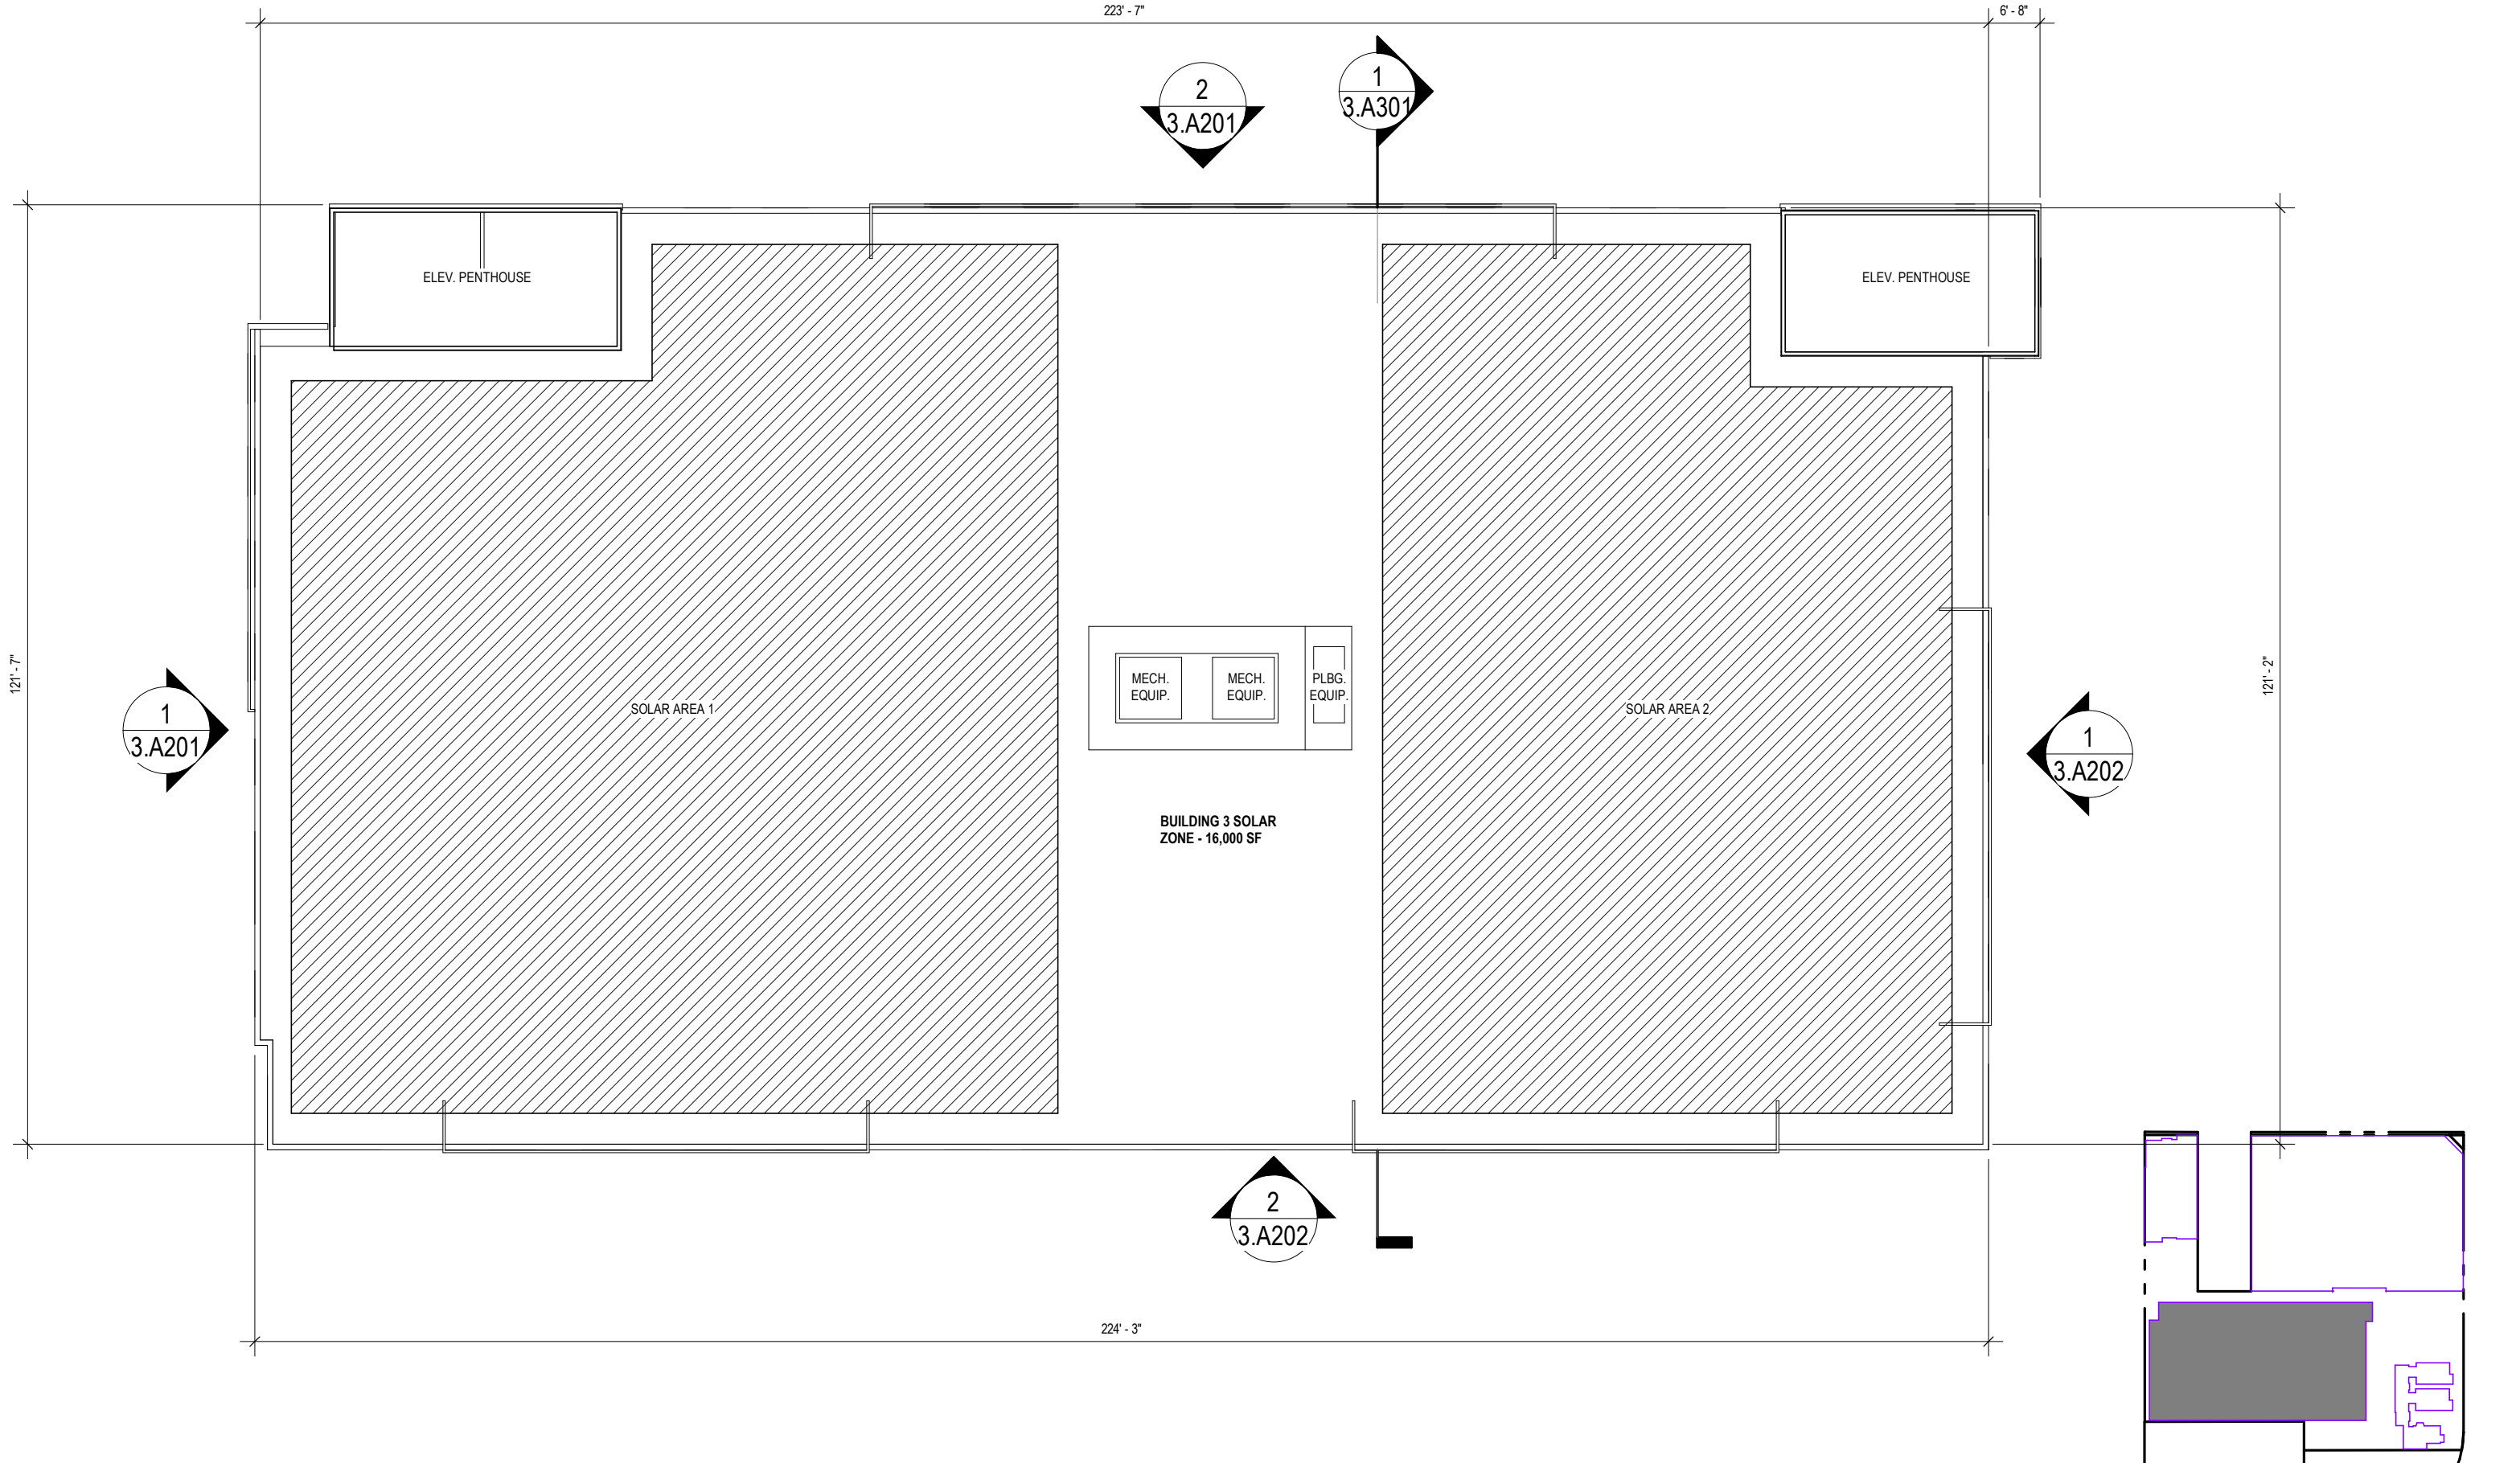 223' - 7"
6' - 8"
2
3.A201
1
3.A301
ELEV. PENTHOUSE
ELEV. PENTHOUSE
121' - 7"
121' - 2"
MECH.
EQUIP.
MECH.
EQUIP.
PLBG.
EQUIP.
SOLAR AREA 1
SOLAR AREA 2
1
3.A201
1
3.A202
BUILDING 3 SOLAR
ZONE - 16,000 SF
2
3.A202
224' - 3"